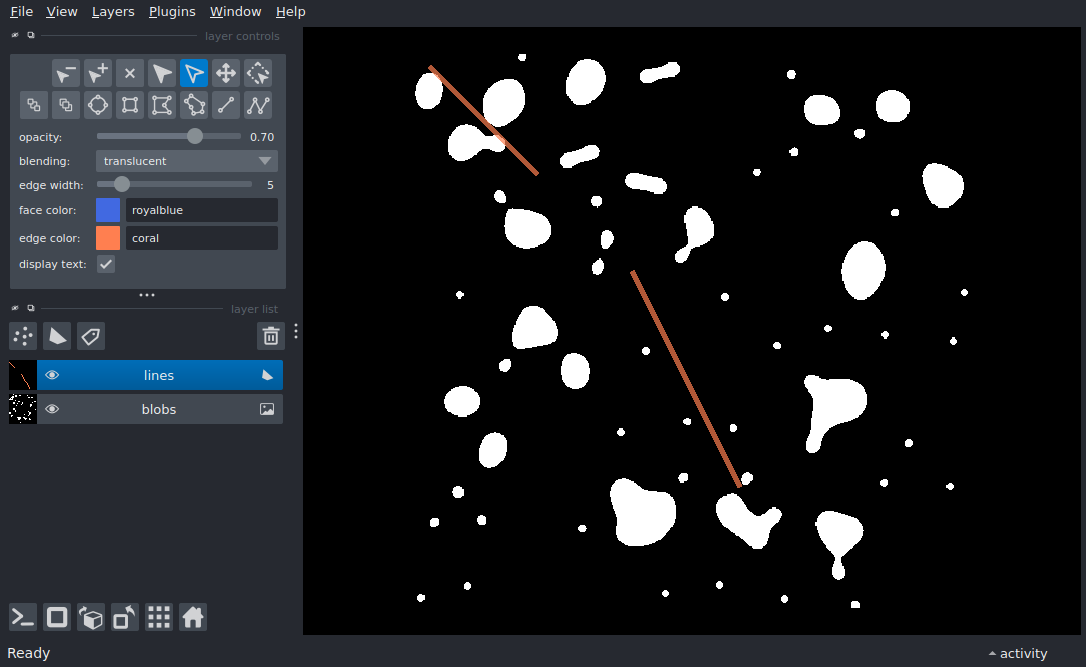 File View Layers Plugins Window Help
layer controls
opacity: 0.70
blending: translucent
edge width: 5
face color: royalblue
edge color: coral
display text:
layer list
lines
blobs
Ready
activity